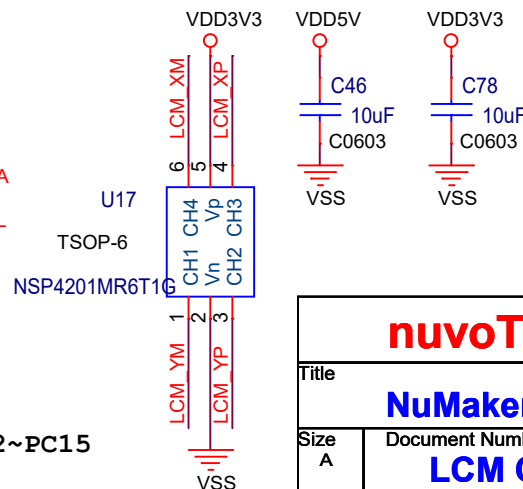 VDD3V3
VDD5V
VDD3V3
LCM_XM
LCM_XP
C46
10uF
C0603
VSS
C78
10uF
C0603
VSS
6
5
4
U17
TSOP-6
NSP4201MR6T1G
CH1 CH4
Vn Vp
CH2 CH3
1
2
3
LCM_YM
LCM_YP
VSS
2~PC15
nuvoT
Title
NuMaker
Size
A
Document Numb
LCM C